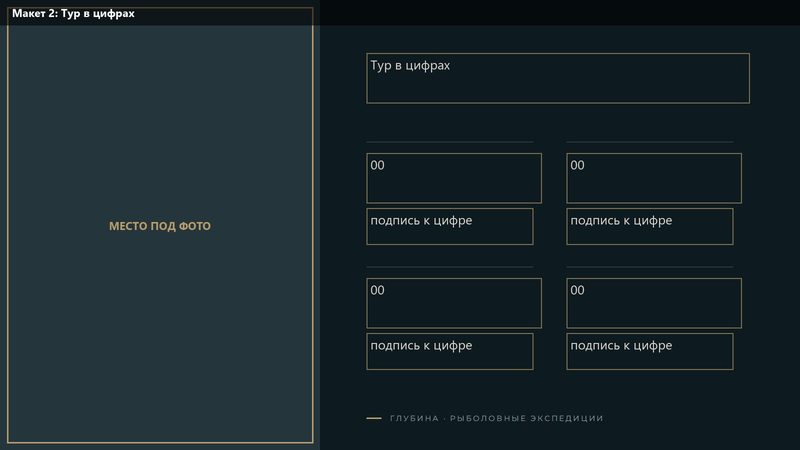 Макет 2: Тур в цифрах
МЕСТО ПОД ФОТО
Тур в цифрах
00
00
подпись к цифре
подпись к цифре
00
00
подпись к цифре
подпись к цифре
ГЛУБИНА · РЫБОЛОВНЫЕ ЭКСПЕДИЦИИ